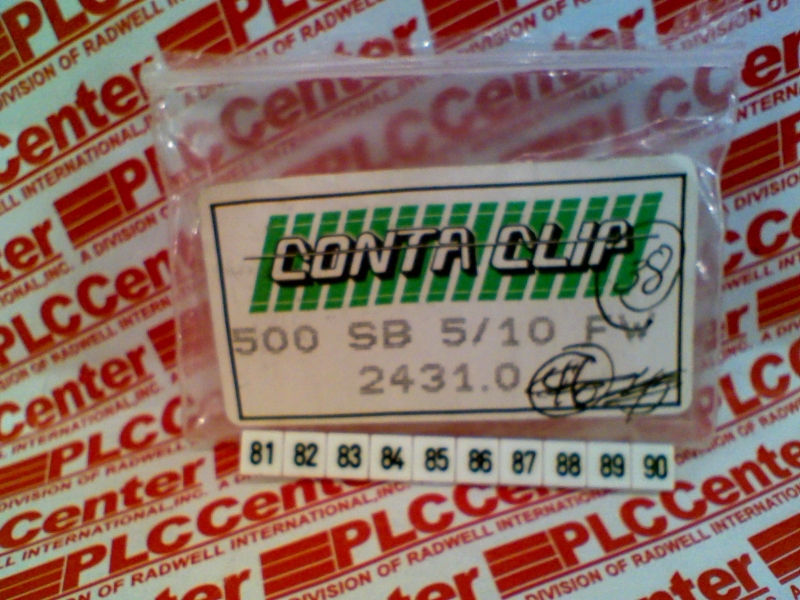 CONTA CLIP
58
500 SB 5/10 FW
2431.0
81 82 83 84 85 86 87 88 89 90
PLCCenter
A DIVISION OF RADWELL INTERNATIONAL, INC.